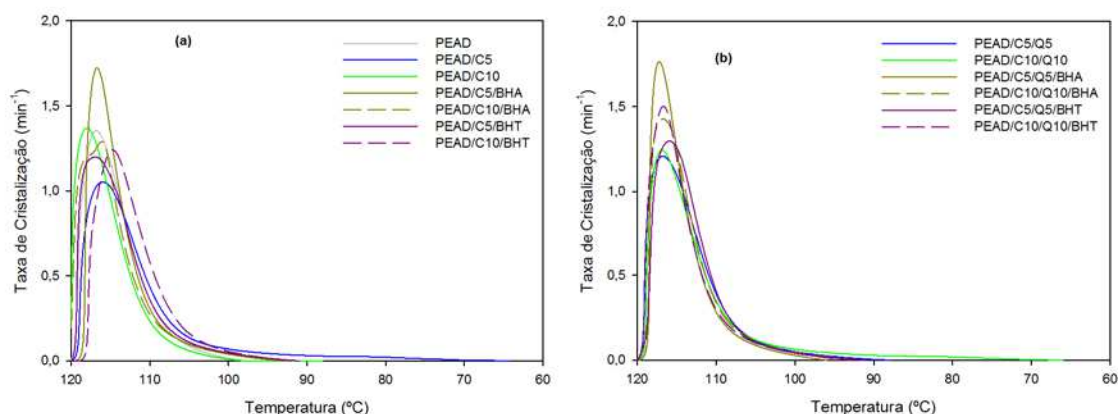 (a)
PEAD
PEAD/C5
PEAD/C10
PEAD/C5/BHA
PEAD/C10/BHA
PEAD/C5/BHT
PEAD/C10/BHT
Taxa de Cristalização (min⁻¹)
2,0
1,5
1,0
0,5
0,0
120 110 100 90 80 70 60
Temperatura (ºC)
(b)
PEAD/C5/Q5
PEAD/C10/Q10
PEAD/C5/Q5/BHA
PEAD/C10/Q10/BHA
PEAD/C5/Q5/BHT
PEAD/C10/Q10/BHT
Taxa de Cristalização (min⁻¹)
2,0
1,5
1,0
0,5
0,0
120 110 100 90 80 70 60
Temperatura (ºC)